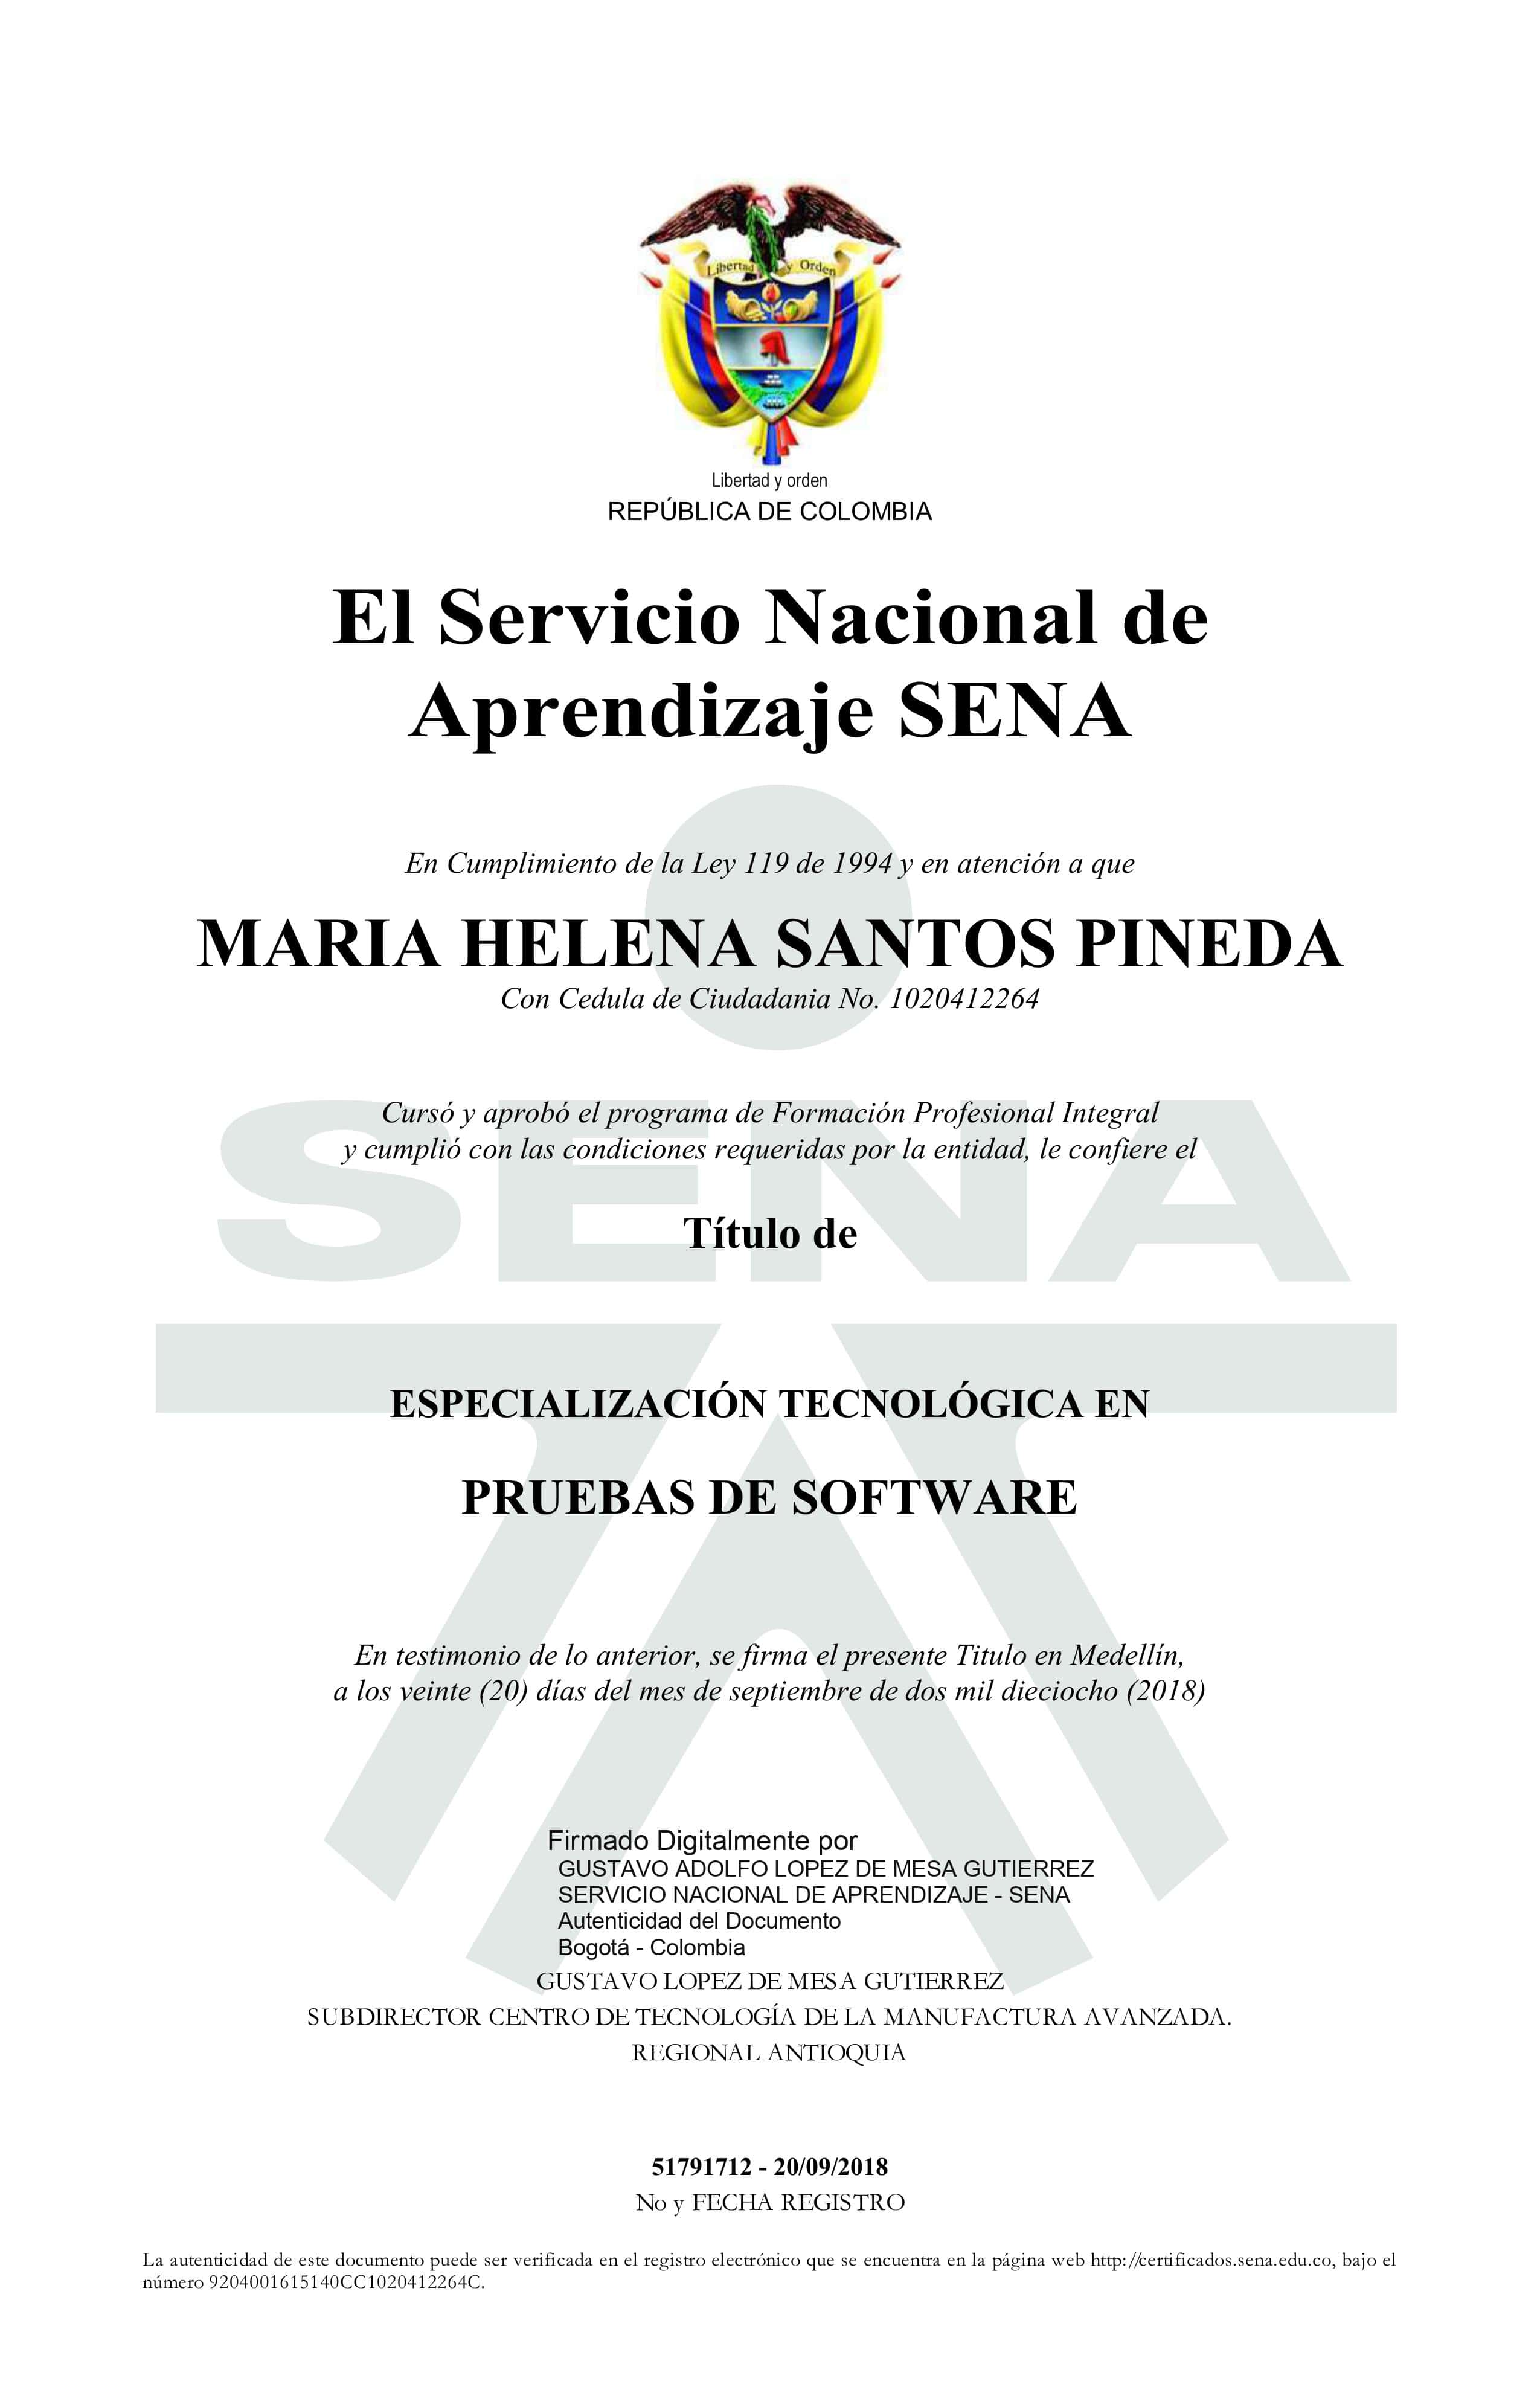 Libertad y Orden
Libertad y orden
REPÚBLICA DE COLOMBIA
El Servicio Nacional de
Aprendizaje SENA
En Cumplimiento de la Ley 119 de 1994 y en atención a que
MARIA HELENA SANTOS PINEDA
Con Cedula de Ciudadania No. 1020412264
SENA
Cursó y aprobó el programa de Formación Profesional Integral
y cumplió con las condiciones requeridas por la entidad, le confiere el
Título de
ESPECIALIZACIÓN TECNOLÓGICA EN
PRUEBAS DE SOFTWARE
En testimonio de lo anterior, se firma el presente Titulo en Medellín,
a los veinte (20) días del mes de septiembre de dos mil dieciocho (2018)
Firmado Digitalmente por
GUSTAVO ADOLFO LOPEZ DE MESA GUTIERREZ
SERVICIO NACIONAL DE APRENDIZAJE - SENA
Autenticidad del Documento
Bogotá - Colombia
GUSTAVO LOPEZ DE MESA GUTIERREZ
SUBDIRECTOR CENTRO DE TECNOLOGÍA DE LA MANUFACTURA AVANZADA.
REGIONAL ANTIOQUIA
51791712 - 20/09/2018
No y FECHA REGISTRO
La autenticidad de este documento puede ser verificada en el registro electrónico que se encuentra en la página web http://certificados.sena.edu.co, bajo el
número 9204001615140CC1020412264C.